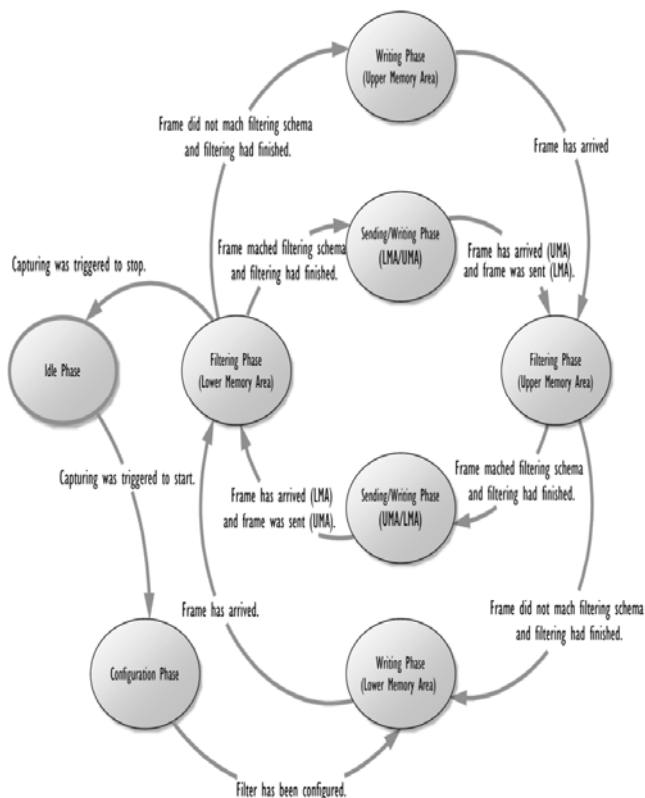 Writing Phase
(Upper Memory Area)
Frame did not mach filtering schema
and filtering had finished.
Frame has arrived
Sending/Writing Phase
(LMA/UMA)
Frame mached filtering schema
and filtering had finished.
Frame has arrived (UMA)
and frame was sent (LMA).
Capturing was triggered to stop.
Idle Phase
Filtering Phase
(Lower Memory Area)
Filtering Phase
(Upper Memory Area)
Capturing was triggered to start.
Frame has arrived (LMA)
and frame was sent (UMA).
Sending/Writing Phase
(UMA/LMA)
Frame mached filtering schema
and filtering had finished.
Frame has arrived.
Frame did not mach filtering schema
and filtering had finished.
Configuration Phase
Writing Phase
(Lower Memory Area)
Filter has been configured.